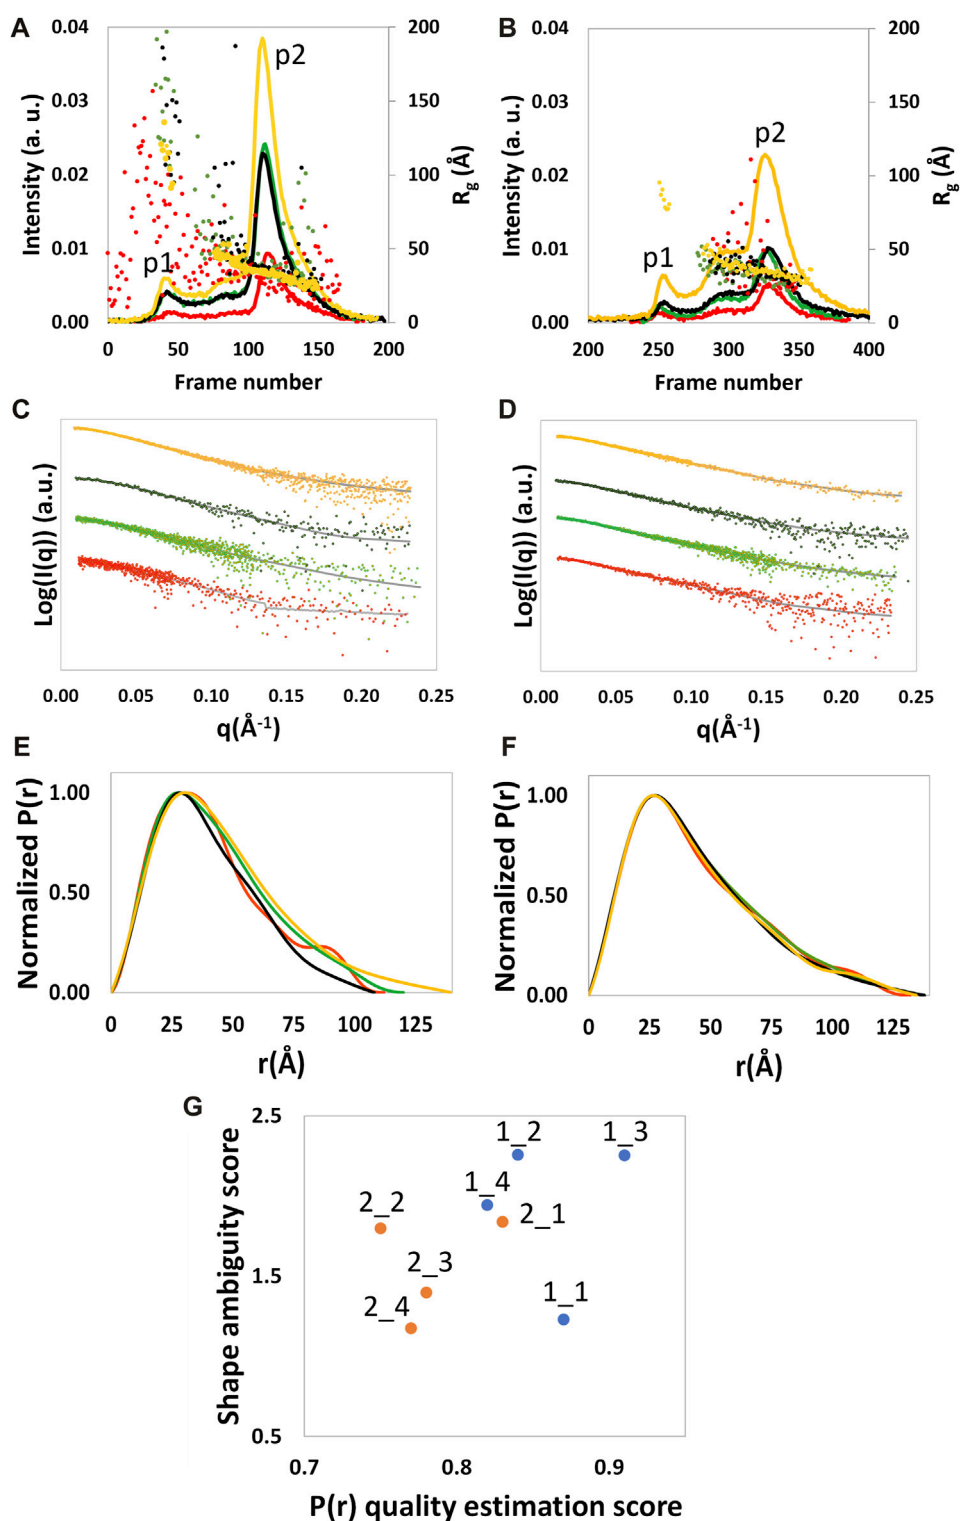 A
B
0.04
0.03
0.02
0.01
0.00
Intensity (a. u.)
200
150
100
50
0
Rg (Å)
p1
p2
0
50
100
150
200
Frame number
0.04
0.03
0.02
0.01
0.00
Intensity (a. u.)
200
150
100
50
0
Rg (Å)
p1
p2
200
250
300
350
400
Frame number
C
D
Log(I(q)) (a.u.)
0.00 0.05 0.10 0.15 0.20 0.25
q(Å-1)
Log(I(q)) (a.u.)
0.00 0.05 0.10 0.15 0.20 0.25
q(Å-1)
E
F
Normalized P(r)
1.00
0.50
0.00
0 25 50 75 100 125
r(Å)
Normalized P(r)
1.00
0.50
0.00
0 25 50 75 100 125
r(Å)
G
Shape ambiguity score
2.5
1.5
0.5
1_2
1_3
1_4
2_2
2_1
2_3
2_4
1_1
0.7 0.8 0.9
P(r) quality estimation score